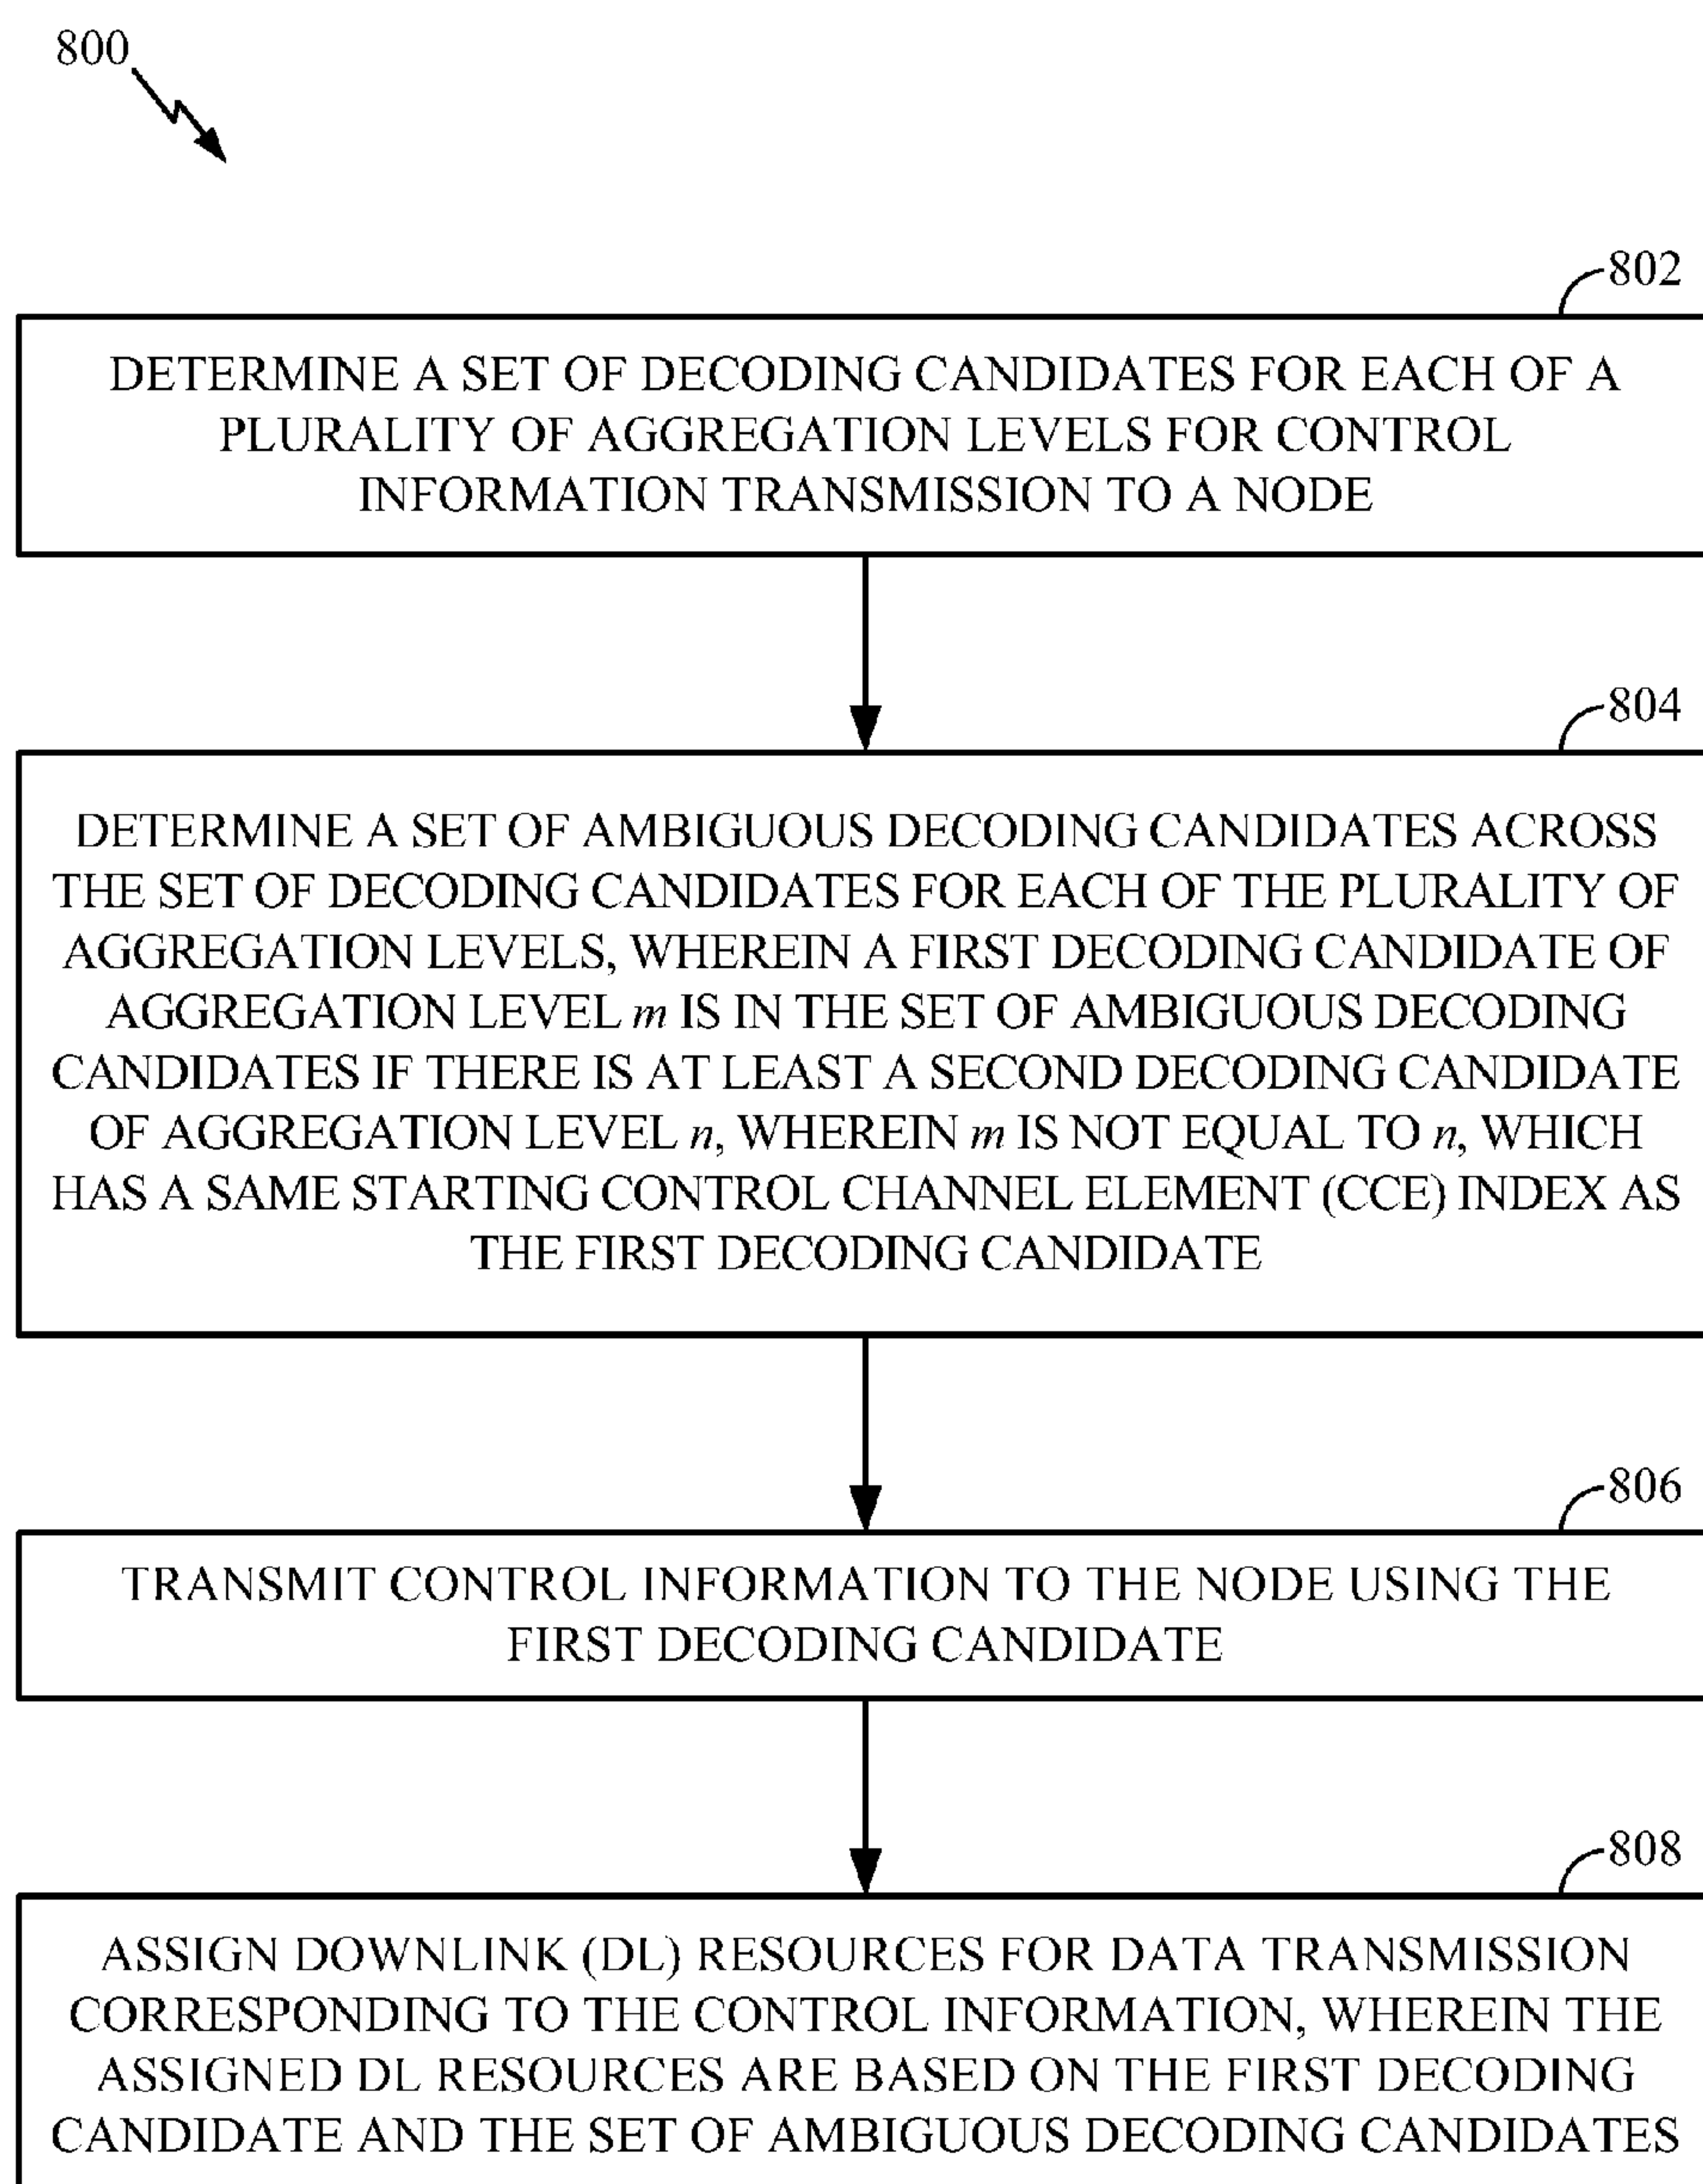 800
802
DETERMINE A SET OF DECODING CANDIDATES FOR EACH OF A
PLURALITY OF AGGREGATION LEVELS FOR CONTROL
INFORMATION TRANSMISSION TO A NODE
804
DETERMINE A SET OF AMBIGUOUS DECODING CANDIDATES ACROSS
THE SET OF DECODING CANDIDATES FOR EACH OF THE PLURALITY OF
AGGREGATION LEVELS, WHEREIN A FIRST DECODING CANDIDATE OF
AGGREGATION LEVEL m IS IN THE SET OF AMBIGUOUS DECODING
CANDIDATES IF THERE IS AT LEAST A SECOND DECODING CANDIDATE
OF AGGREGATION LEVEL n, WHEREIN m IS NOT EQUAL TO n, WHICH
HAS A SAME STARTING CONTROL CHANNEL ELEMENT (CCE) INDEX AS
THE FIRST DECODING CANDIDATE
806
TRANSMIT CONTROL INFORMATION TO THE NODE USING THE
FIRST DECODING CANDIDATE
808
ASSIGN DOWNLINK (DL) RESOURCES FOR DATA TRANSMISSION
CORRESPONDING TO THE CONTROL INFORMATION, WHEREIN THE
ASSIGNED DL RESOURCES ARE BASED ON THE FIRST DECODING
CANDIDATE AND THE SET OF AMBIGUOUS DECODING CANDIDATES